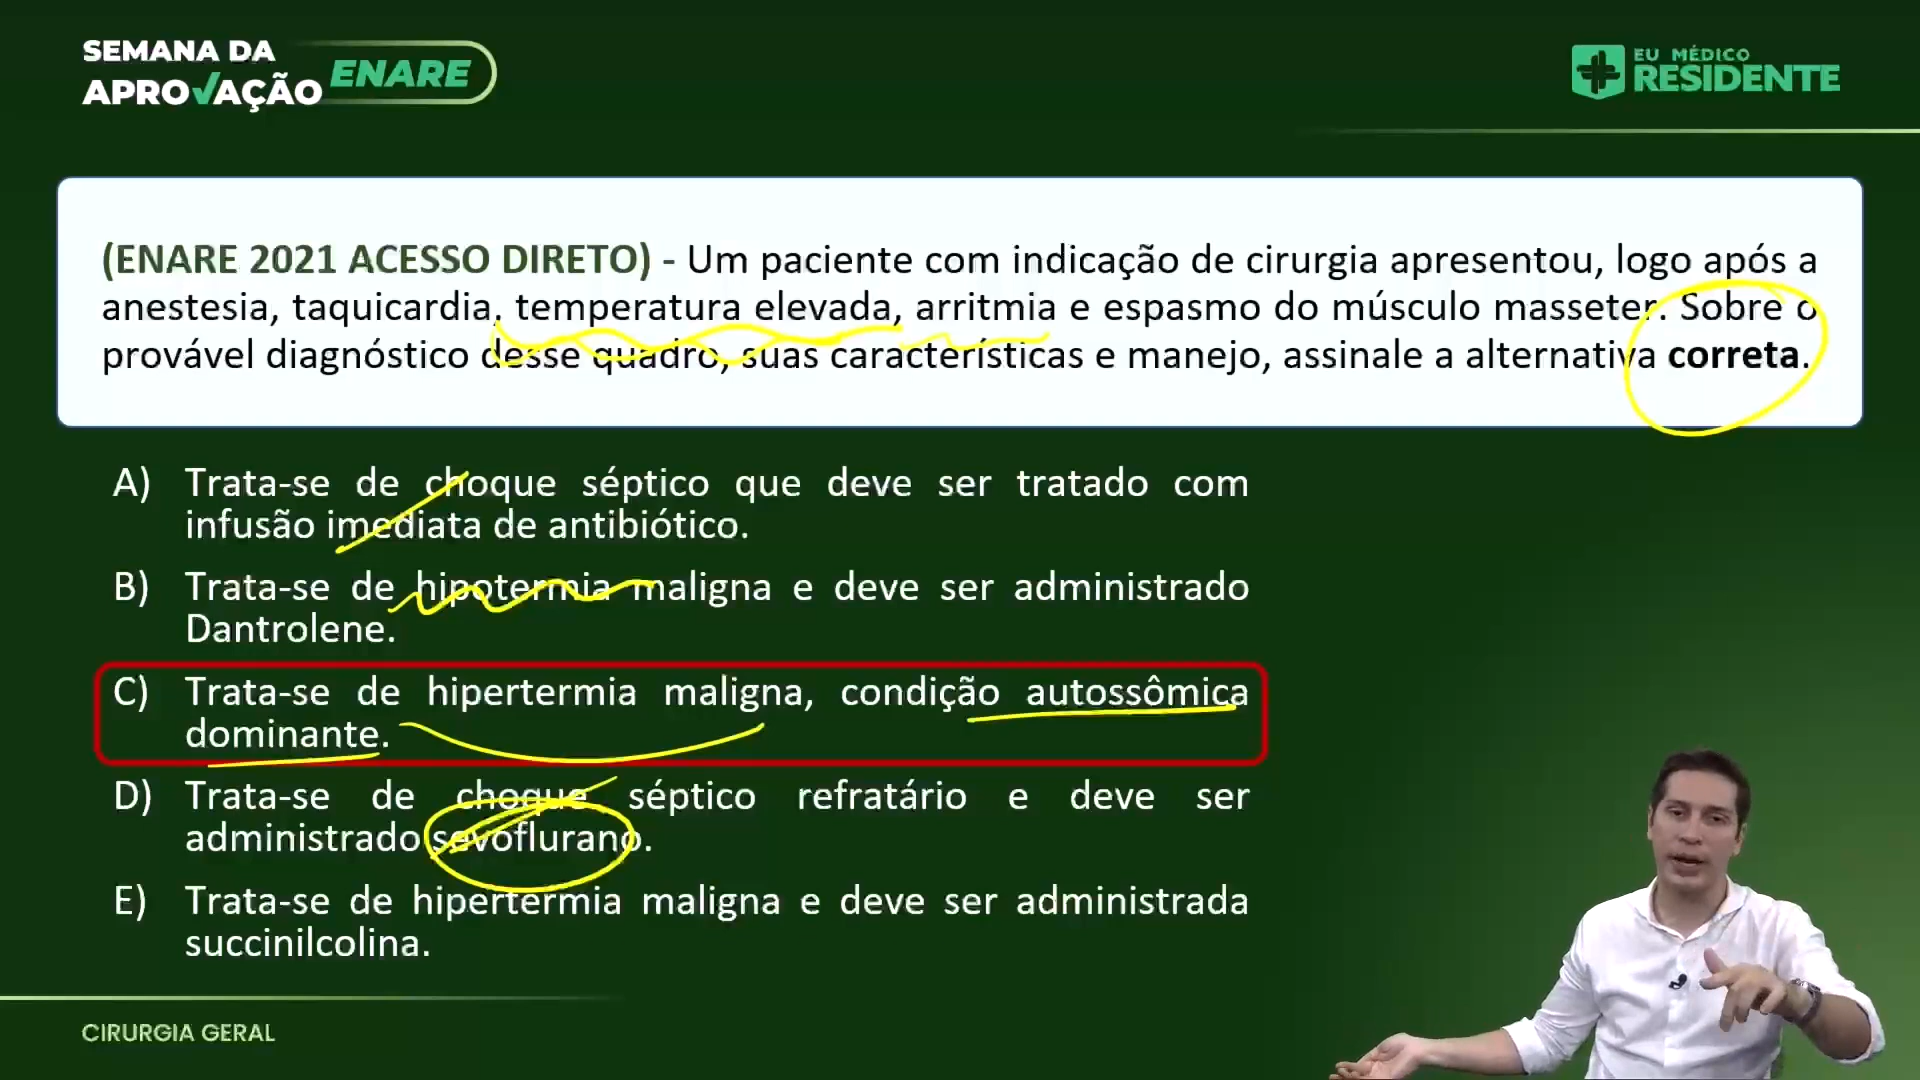 SEMANA DA
APROVAÇÃO ENARE
EU MÉDICO
RESIDENTE
(ENARE 2021 ACESSO DIRETO) - Um paciente com indicação de cirurgia apresentou, logo após a
anestesia, taquicardia, temperatura elevada, arritmia e espasmo do músculo masseter. Sobre o
provável diagnóstico desse quadro, suas características e manejo, assinale a alternativa correta.
A) Trata-se de choque séptico que deve ser tratado com
infusão imediata de antibiótico.
B) Trata-se de hipotermia maligna e deve ser administrado
Dantrolene.
C) Trata-se de hipertermia maligna, condição autossômica
dominante.
D) Trata-se de choque séptico refratário e deve ser
administrado sevoflurano.
E) Trata-se de hipertermia maligna e deve ser administrada
succinilcolina.
CIRURGIA GERAL